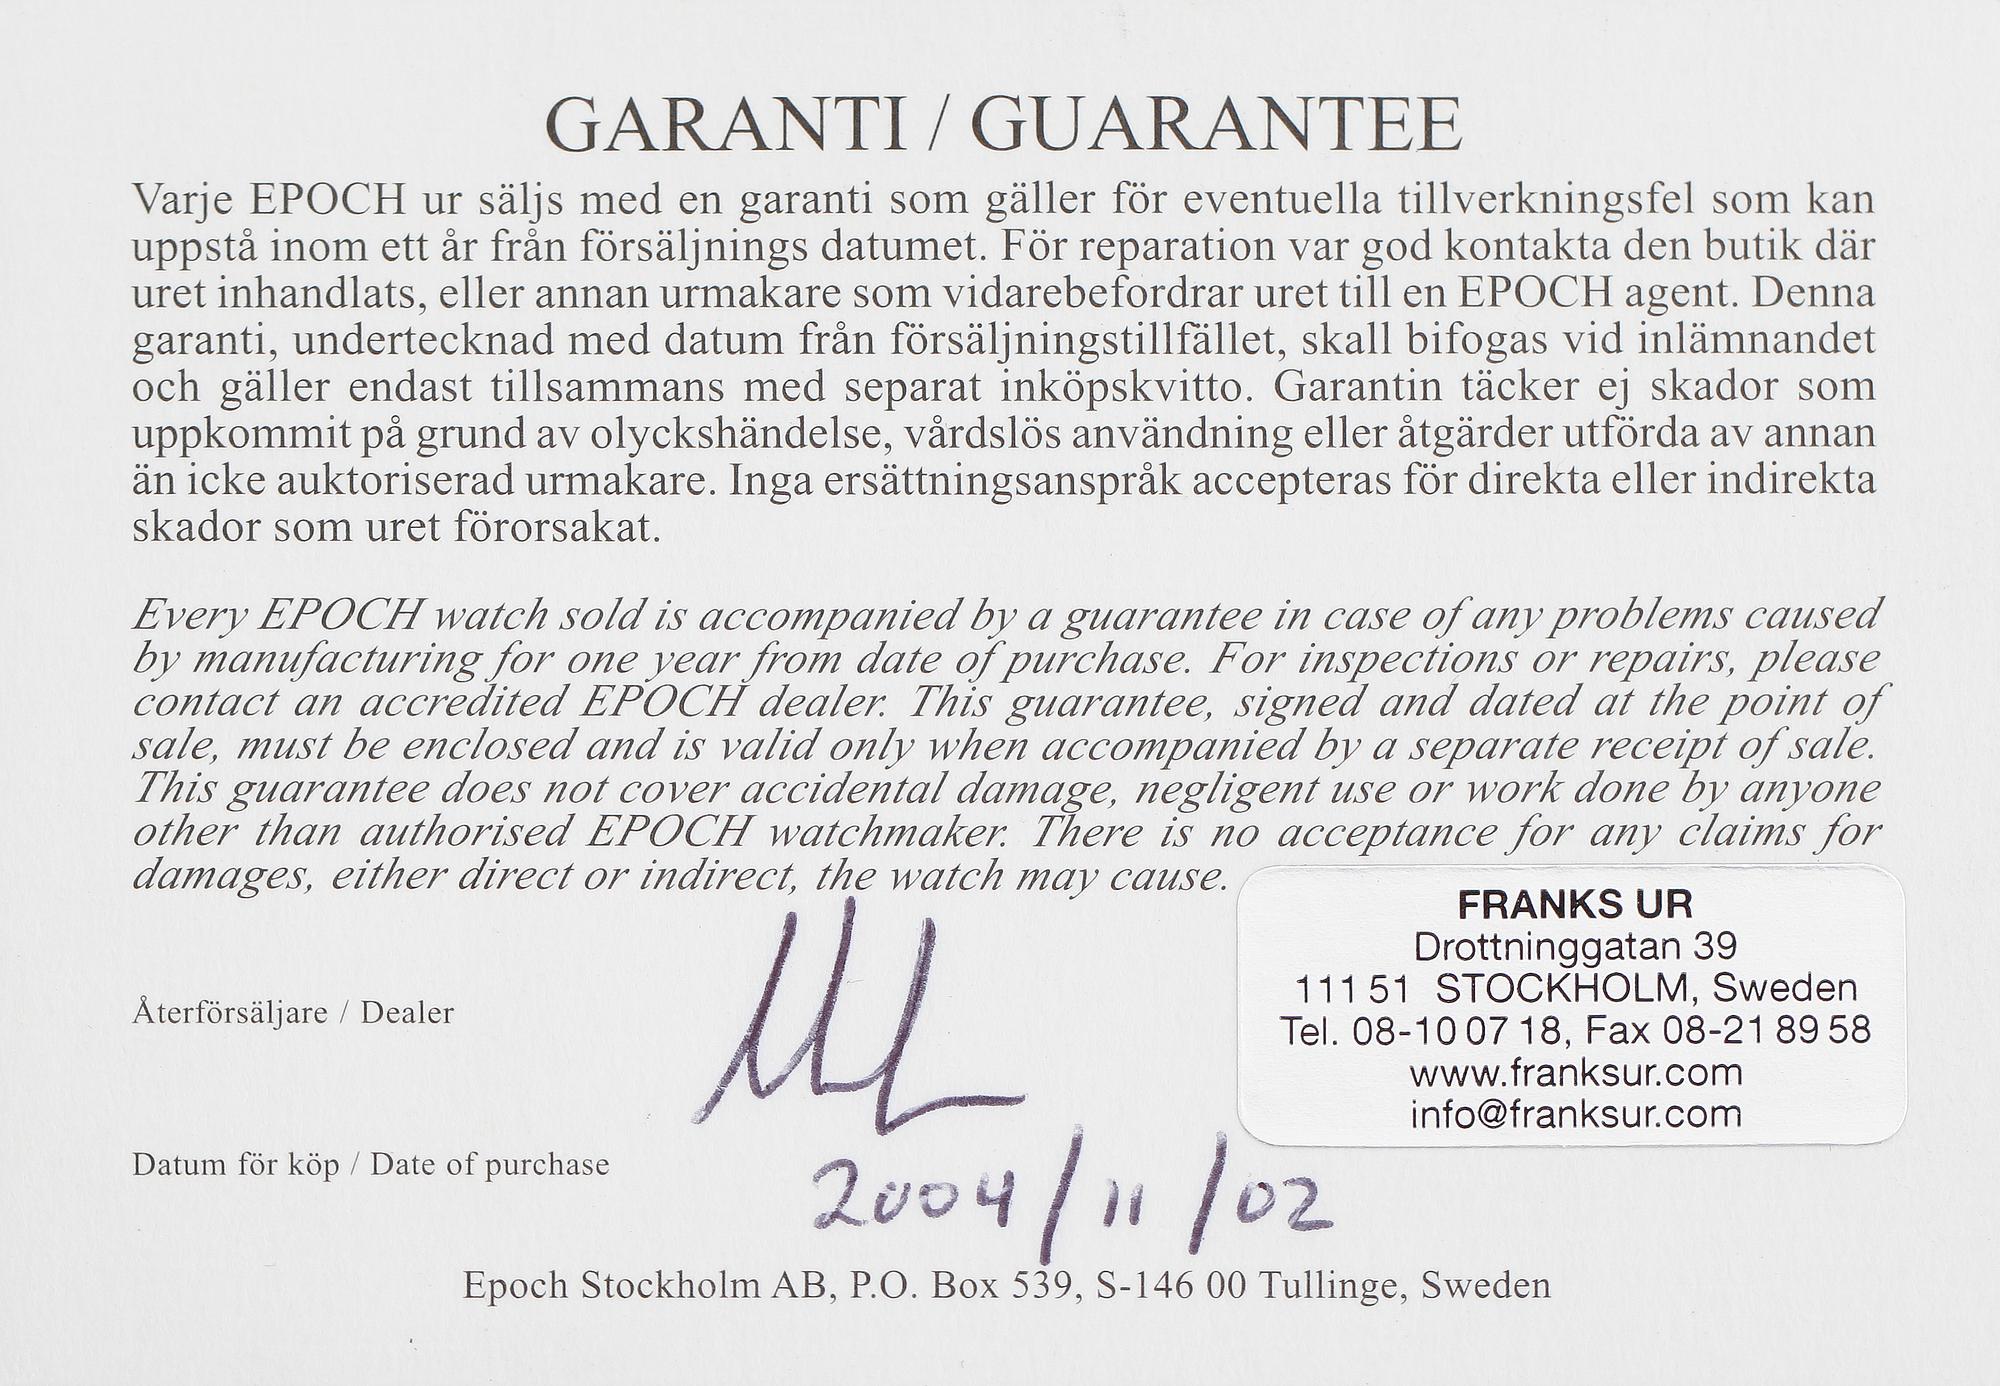 GARANTI / GUARANTEE
Varje EPOCH ur säljs med en garanti som gäller för eventuella tillverkningsfel som kan
uppstå inom ett år från försäljnings datumet. För reparation var god kontakta den butik där
uret inhandlats, eller annan urmakare som vidarebefordrar uret till en EPOCH agent. Denna
garanti, undertecknad med datum från försäljningstillfället, skall bifogas vid inlämnandet
och gäller endast tillsammans med separat inköpskvitto. Garantin täcker ej skador som
uppkommit på grund av olyckshändelse, vårdslös användning eller åtgärder utförda av annan
än icke auktoriserad urmakare. Inga ersättningsanspråk accepteras för direkta eller indirekta
skador som uret förorsakat.
Every EPOCH watch sold is accompanied by a guarantee in case of any problems caused
by manufacturing for one year from date of purchase. For inspections or repairs, please
contact an accredited EPOCH dealer. This guarantee, signed and dated at the point of
sale, must be enclosed and is valid only when accompanied by a separate receipt of sale.
This guarantee does not cover accidental damage, negligent use or work done by anyone
other than authorised EPOCH watchmaker. There is no acceptance for any claims for
damages, either direct or indirect, the watch may cause.
FRANKS UR
Drottninggatan 39
111 51 STOCKHOLM, Sweden
Tel. 08-10 07 18, Fax 08-21 89 58
www.franksur.com
info@franksur.com
Återförsäljare / Dealer
Datum för köp / Date of purchase
2004/11/02
Epoch Stockholm AB, P.O. Box 539, S-146 00 Tullinge, Sweden